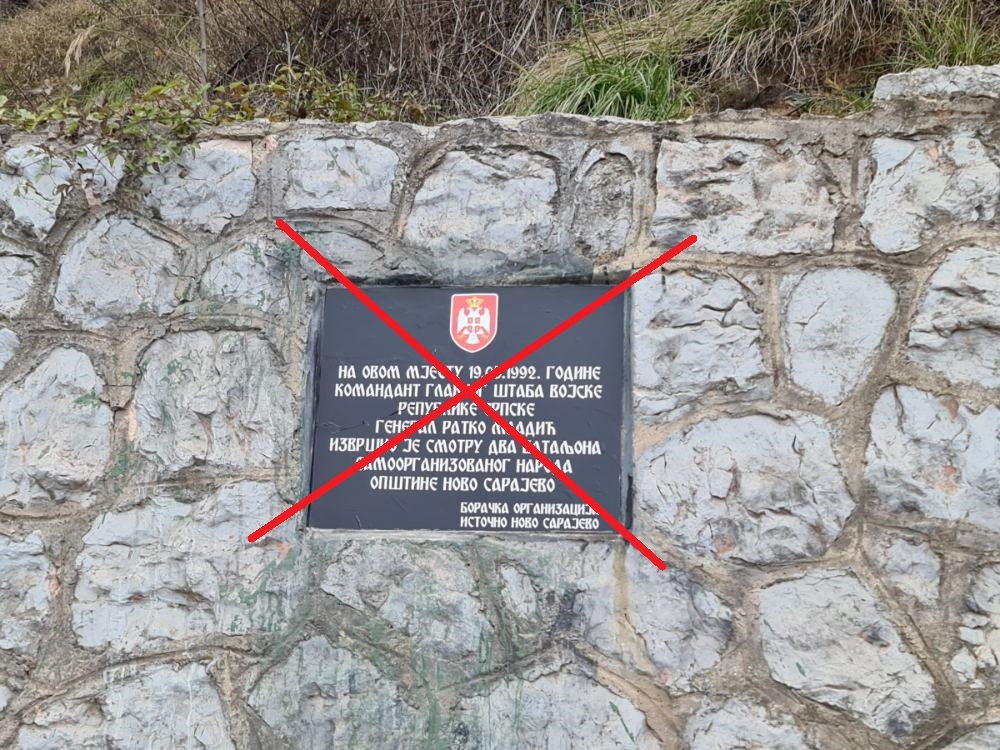 НА ОВОМ МЈЕСТУ 1992. ГОДИНЕ
КОМАНДАНТ ШТАБА ВОЈСКЕ
РЕПУБЛИКЕ СРПСКЕ
ГЕНЕРАЛ РАТКО МЛАДИЋ
ИЗВРШИО ЈЕ СМОТРУ ДВА БАТАЉОНА
САМООРГАНИЗОВАНОГ НАРОДА
ОПШТИНЕ НОВО САРАЈЕВО
БОРАЧКА ОРГАНИЗАЦИЈА
ИСТОЧНО НОВО САРАЈЕВО